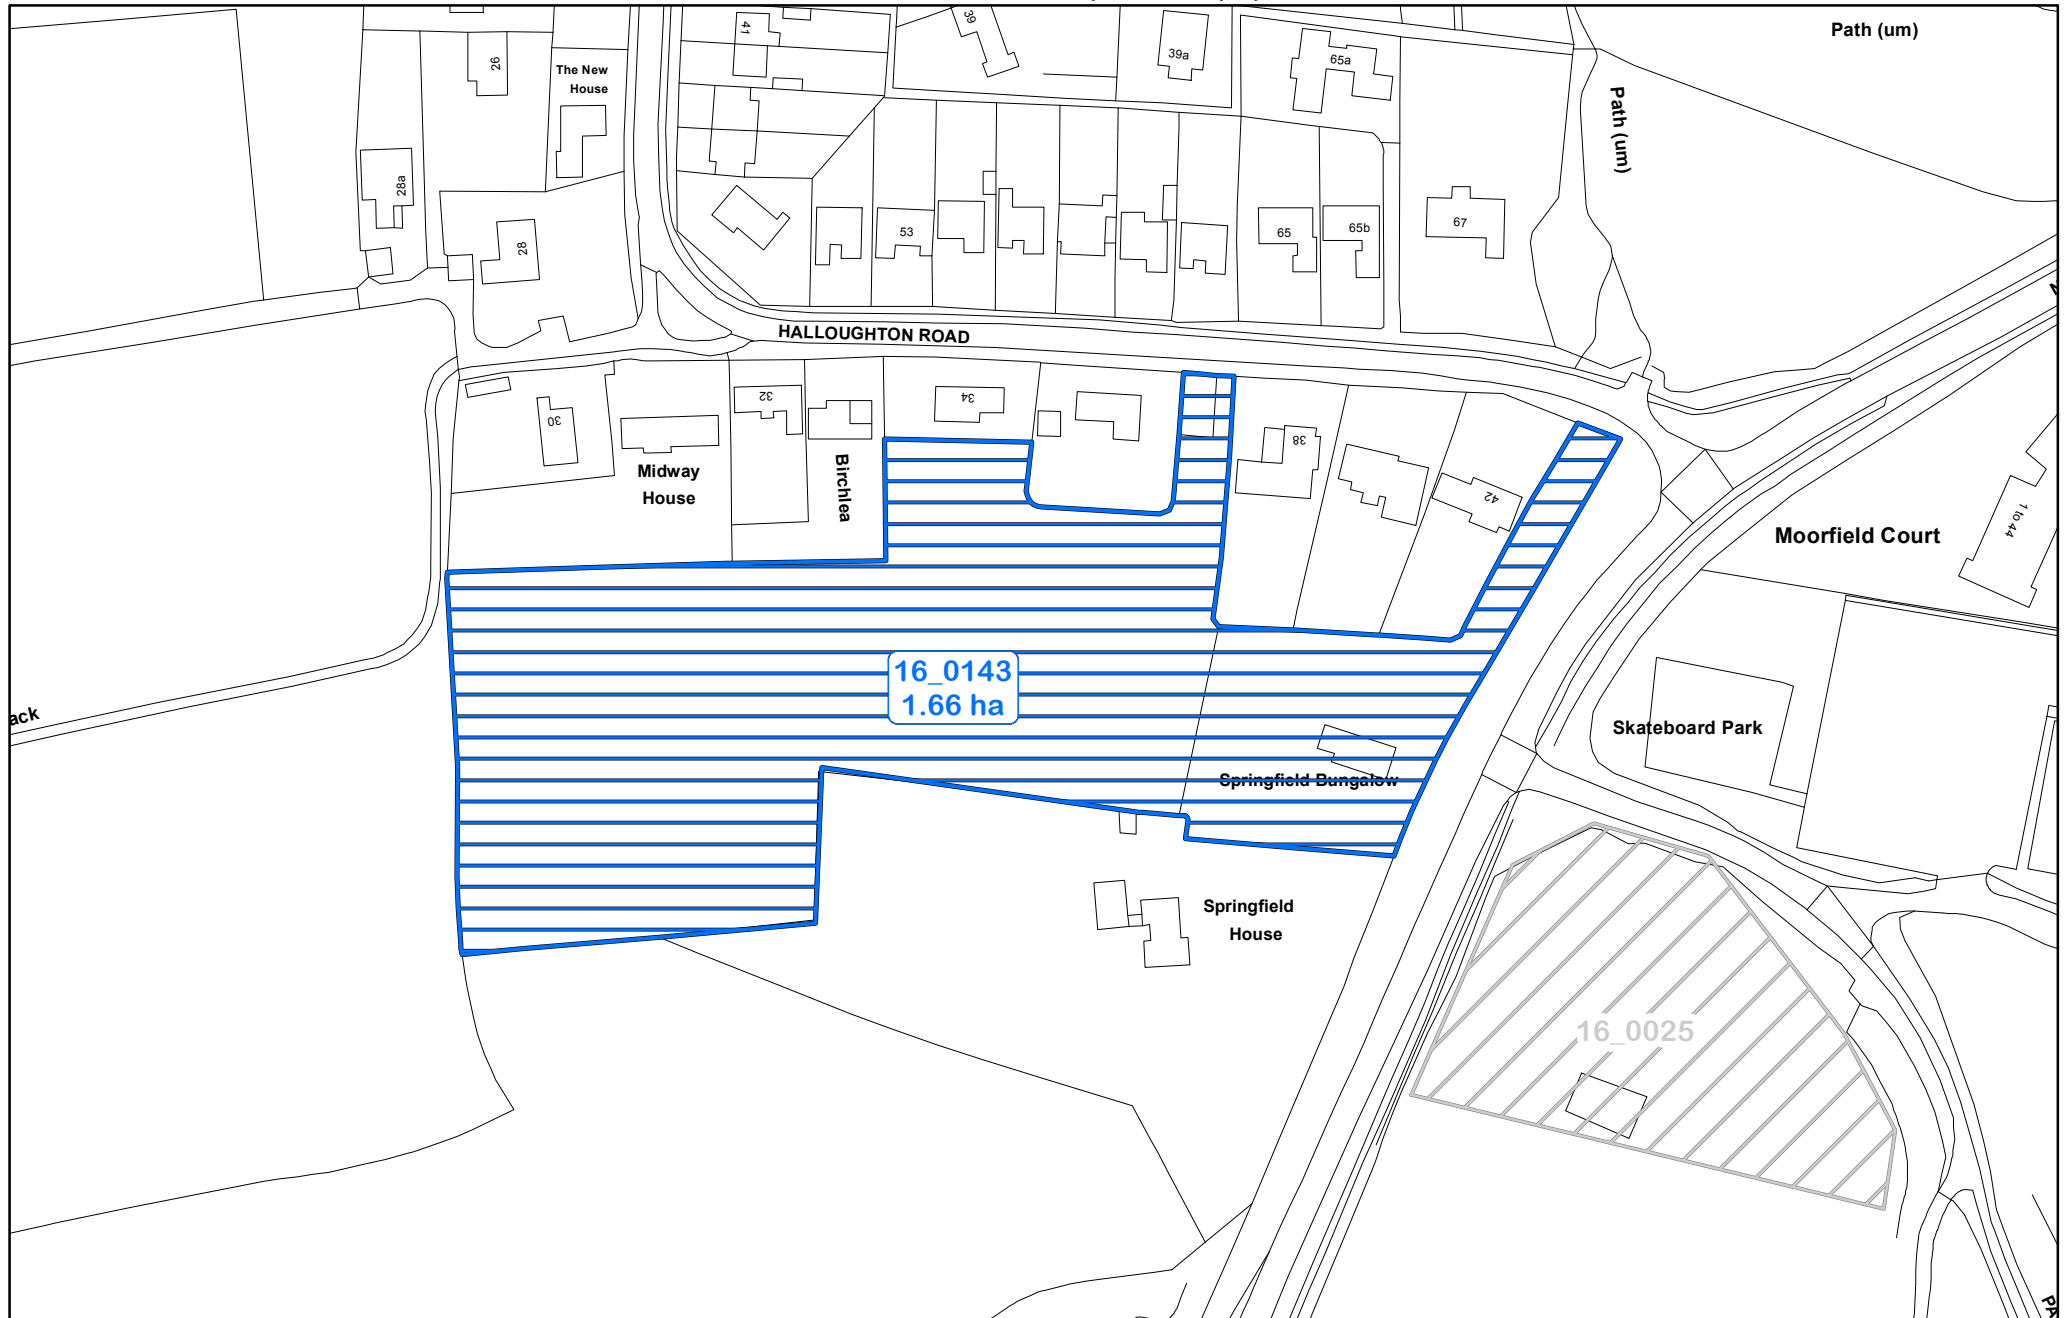 Path (um)
39
41
39a
65a
26
The New
House
Path (um)
28a
28
53
65
65b
67
HALLOUGHTON ROAD
30
32
34
38
42
Midway
House
Birchlea
Moorfield Court
1 to 44
16_0143
1.66 ha
ack
Skateboard Park
Springfield Bungalow
Springfield
House
16_0025
PA